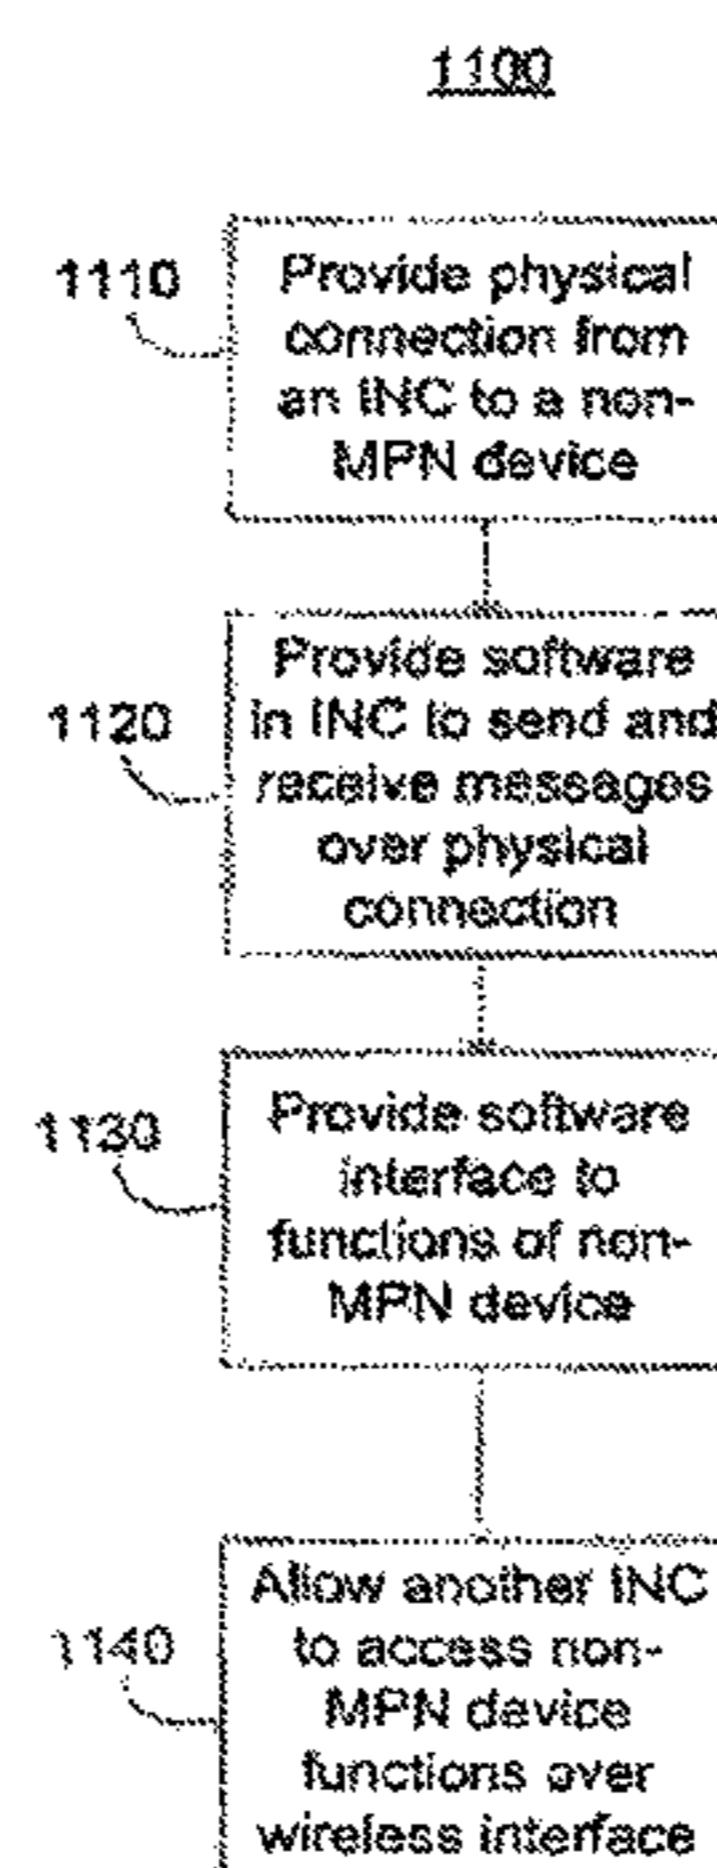 1100
1110
Provide physical
connection from
an INC to a non-
MPN device
1120
Provide software
in INC to send and
receive messages
over physical
connection
1130
Provide software
interface to
functions of non-
MPN device
1140
Allow another INC
to access non-
MPN device
functions over
wireless interface